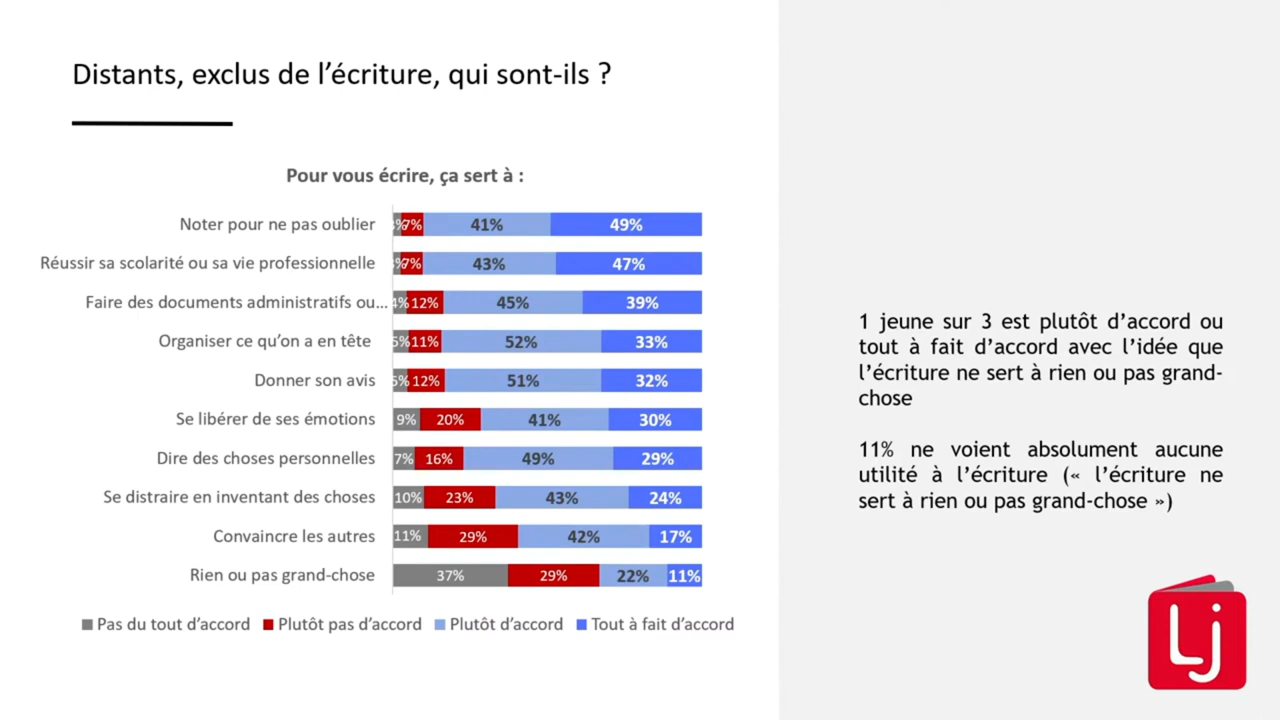 Distants, exclus de l’écriture, qui sont-ils ?
Pour vous écrire, ça sert à :
Noter pour ne pas oublier 7% 41% 49%
Réussir sa scolarité ou sa vie professionnelle 7% 43% 47%
Faire des documents administratifs ou... 4% 12% 45% 39%
Organiser ce qu’on a en tête 5% 11% 52% 33%
Donner son avis 5% 12% 51% 32%
Se libérer de ses émotions 9% 20% 41% 30%
Dire des choses personnelles 7% 16% 49% 29%
Se distraire en inventant des choses 10% 23% 43% 24%
Convaincre les autres 11% 29% 42% 17%
Rien ou pas grand-chose 37% 29% 22% 11%
Pas du tout d’accord Plutôt pas d’accord Plutôt d’accord Tout à fait d’accord
1 jeune sur 3 est plutôt d’accord ou
tout à fait d’accord avec l’idée que
l’écriture ne sert à rien ou pas grand-
chose
11% ne voient absolument aucune
utilité à l’écriture (« l’écriture ne
sert à rien ou pas grand-chose »)
Lj